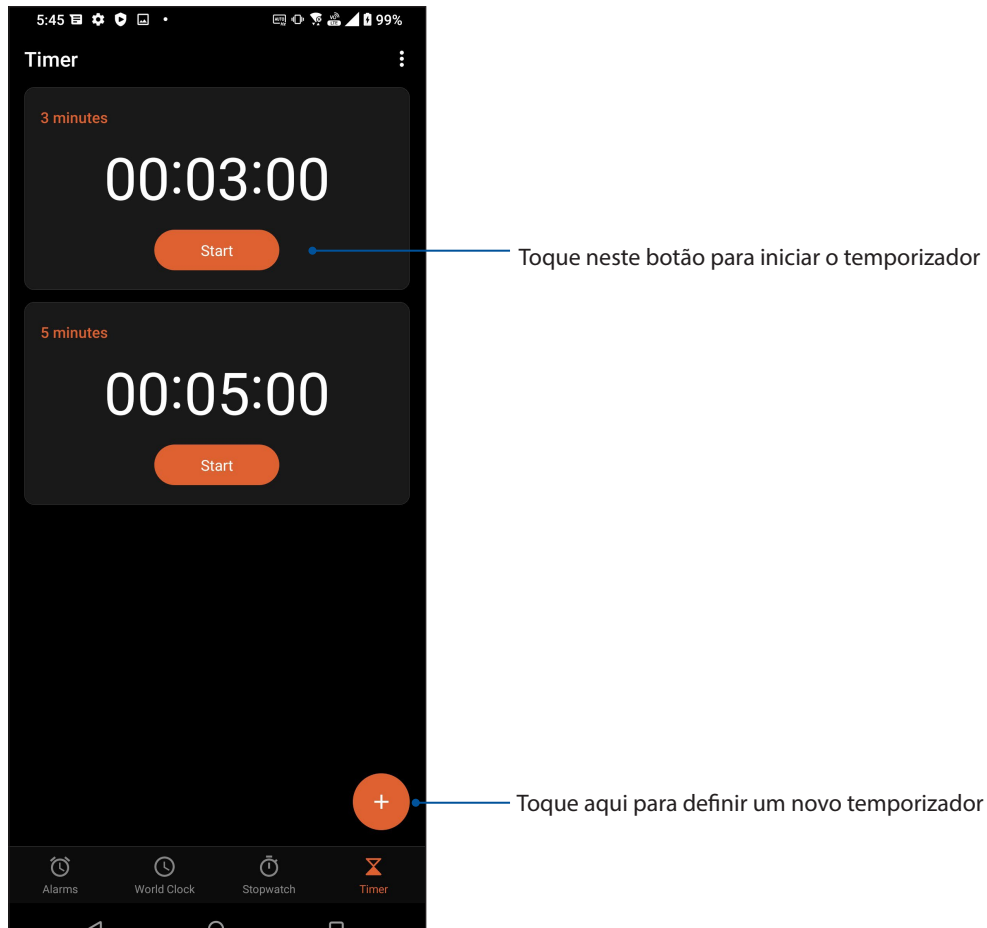 5:45 99%
Timer
3 minutes
00:03:00
Start
Toque neste botão para iniciar o temporizador
5 minutes
00:05:00
Start
+
Toque aqui para definir um novo temporizador
Alarms World Clock Stopwatch Timer